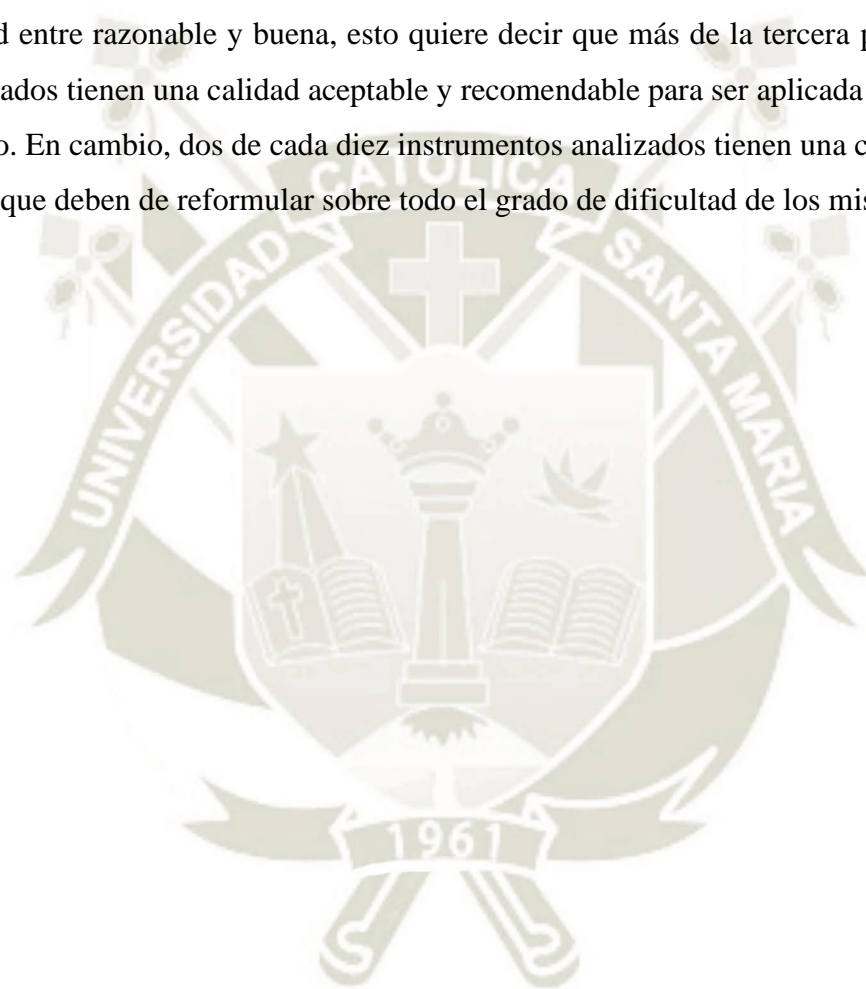 d entre razonable y buena, esto quiere decir que más de la tercera p
ados tienen una calidad aceptable y recomendable para ser aplicada
o. En cambio, dos de cada diez instrumentos analizados tienen una c
que deben de reformular sobre todo el grado de dificultad de los mis
UNIVERSIDAD CATOLICA SANTA MARIA
1961